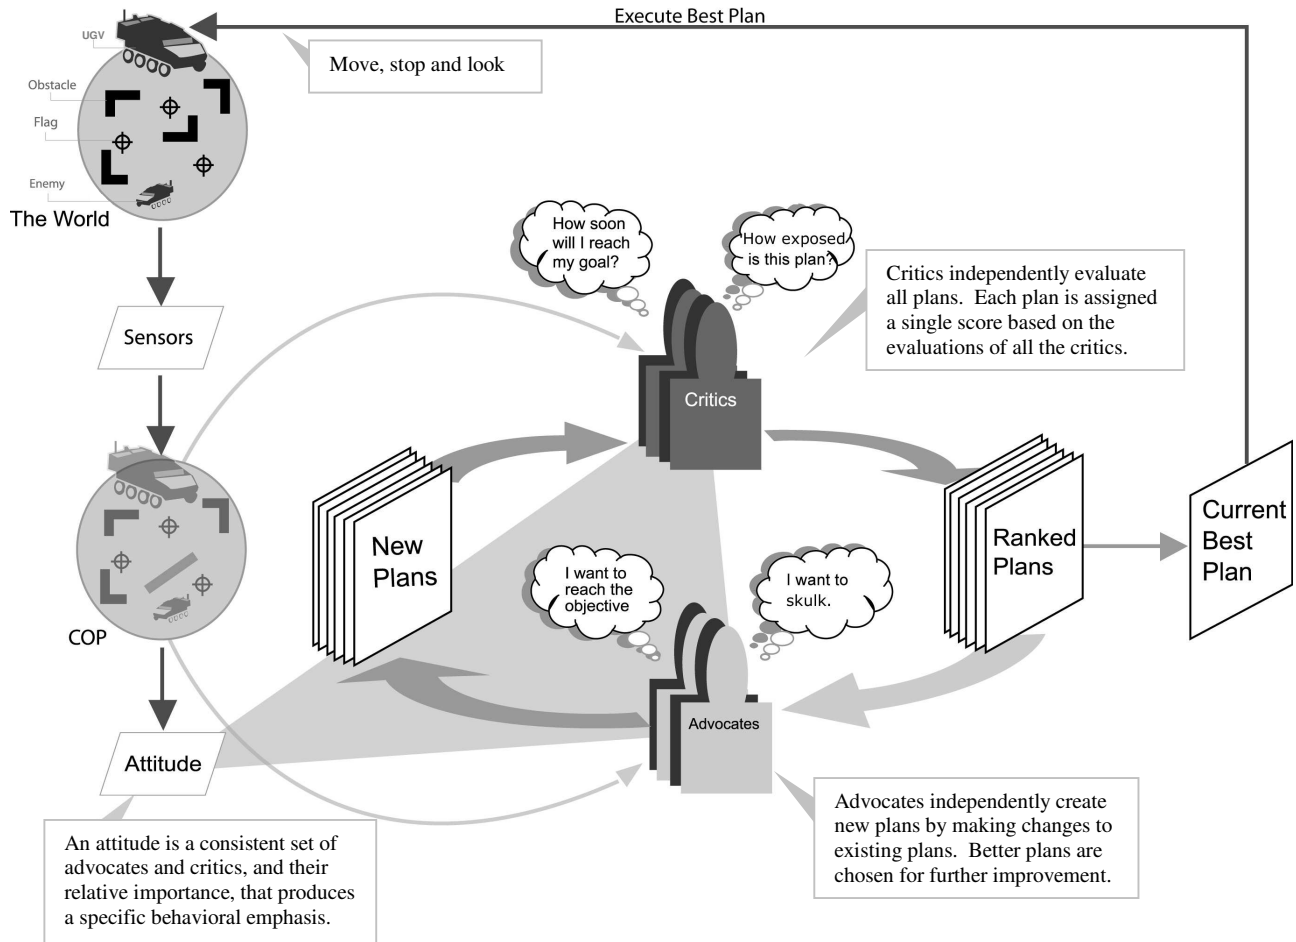 Execute Best Plan
UGV
Move, stop and look
Obstacle
Flag
Enemy
The World
How soon
will I reach
my goal?
How exposed
is this plan?
Critics independently evaluate
all plans. Each plan is assigned
a single score based on the
evaluations of all the critics.
Sensors
Critics
New
Plans
Ranked
Plans
Current
Best
Plan
I want to
reach the
objective
I want to
skulk.
COP
Advocates
Attitude
Advocates independently create
new plans by making changes to
existing plans. Better plans are
chosen for further improvement.
An attitude is a consistent set of
advocates and critics, and their
relative importance, that produces
a specific behavioral emphasis.